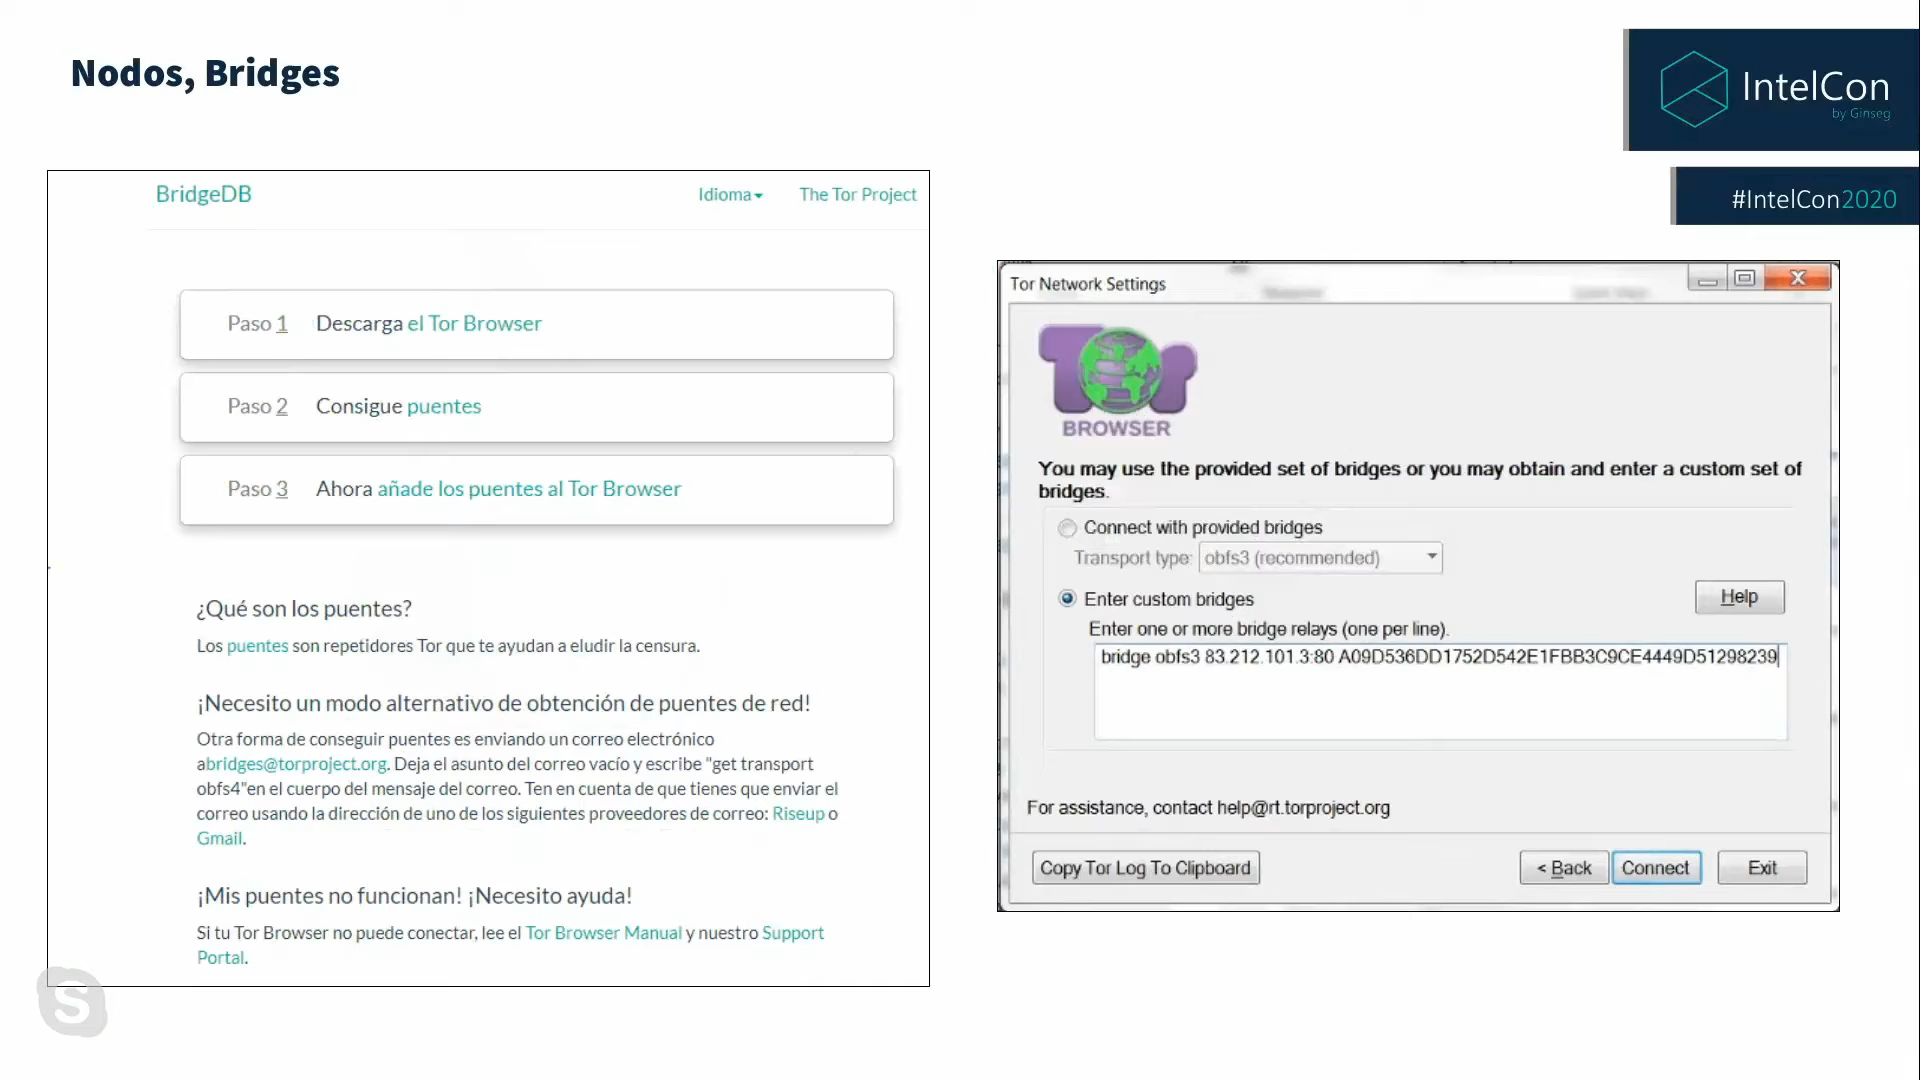 Nodos, Bridges
IntelCon
by Ginseg
#IntelCon2020
BridgeDB
Idioma
The Tor Project
Paso 1 Descarga el Tor Browser
Paso 2 Consigue puentes
Paso 3 Ahora añade los puentes al Tor Browser
¿Qué son los puentes?
Los puentes son repetidores Tor que te ayudan a eludir la censura.
¡Necesito un modo alternativo de obtención de puentes de red!
Otra forma de conseguir puentes es enviando un correo electrónico
abridges@torproject.org. Deja el asunto del correo vacío y escribe "get transport
obfs4"en el cuerpo del mensaje del correo. Ten en cuenta de que tienes que enviar el
correo usando la dirección de uno de los siguientes proveedores de correo: Riseup o
Gmail.
¡Mis puentes no funcionan! ¡Necesito ayuda!
Si tu Tor Browser no puede conectar, lee el Tor Browser Manual y nuestro Support
Portal.
Tor Network Settings
Tor
BROWSER
You may use the provided set of bridges or you may obtain and enter a custom set of
bridges.
Connect with provided bridges
Transport type: obfs3 (recommended)
Enter custom bridges
Help
Enter one or more bridge relays (one per line).
bridge obfs3 83.212.101.3:80 A09D536DD1752D542E1FBB3C9CE4449D51298239
For assistance, contact help@rt.torproject.org
Copy Tor Log To Clipboard
< Back
Connect
Exit